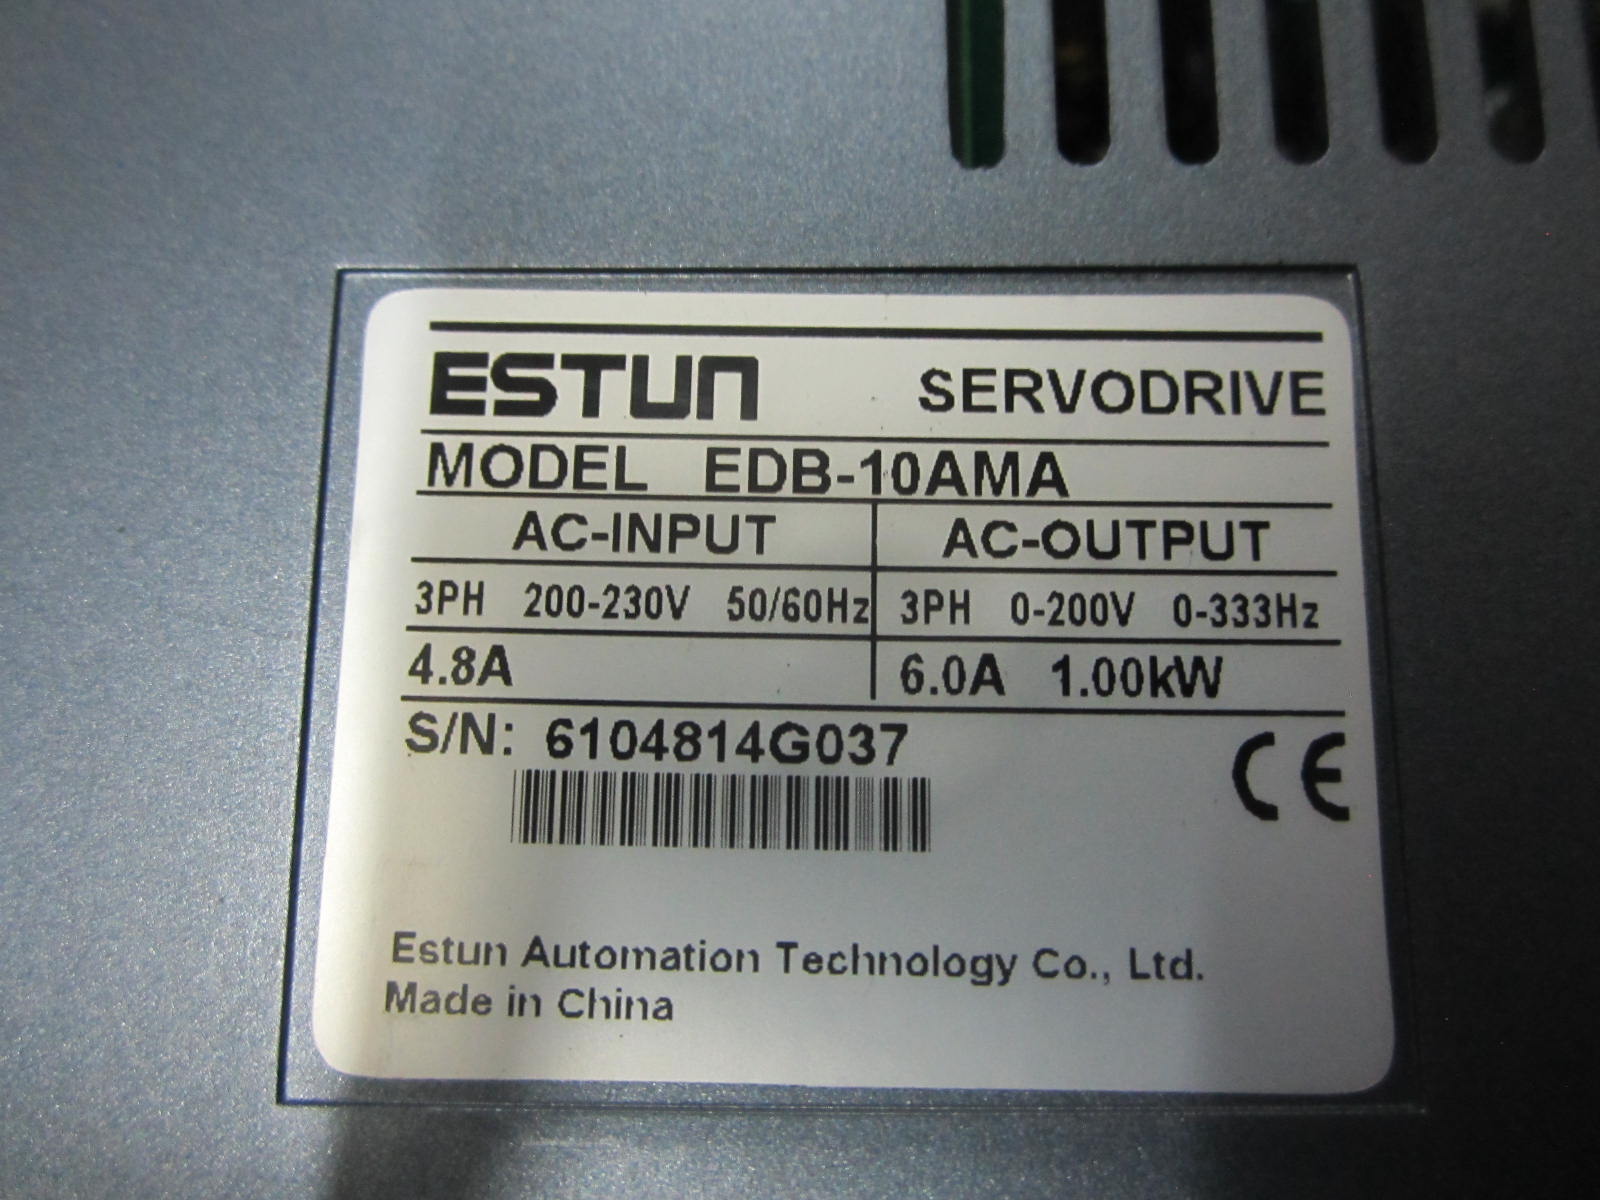 ESTUN SERVODRIVE
MODEL EDB-10AMA
AC-INPUT AC-OUTPUT
3PH 200-230V 50/60Hz 3PH 0-200V 0-333Hz
4.8A 6.0A 1.00kW
S/N: 6104814G037
CE
Estun Automation Technology Co., Ltd.
Made in China